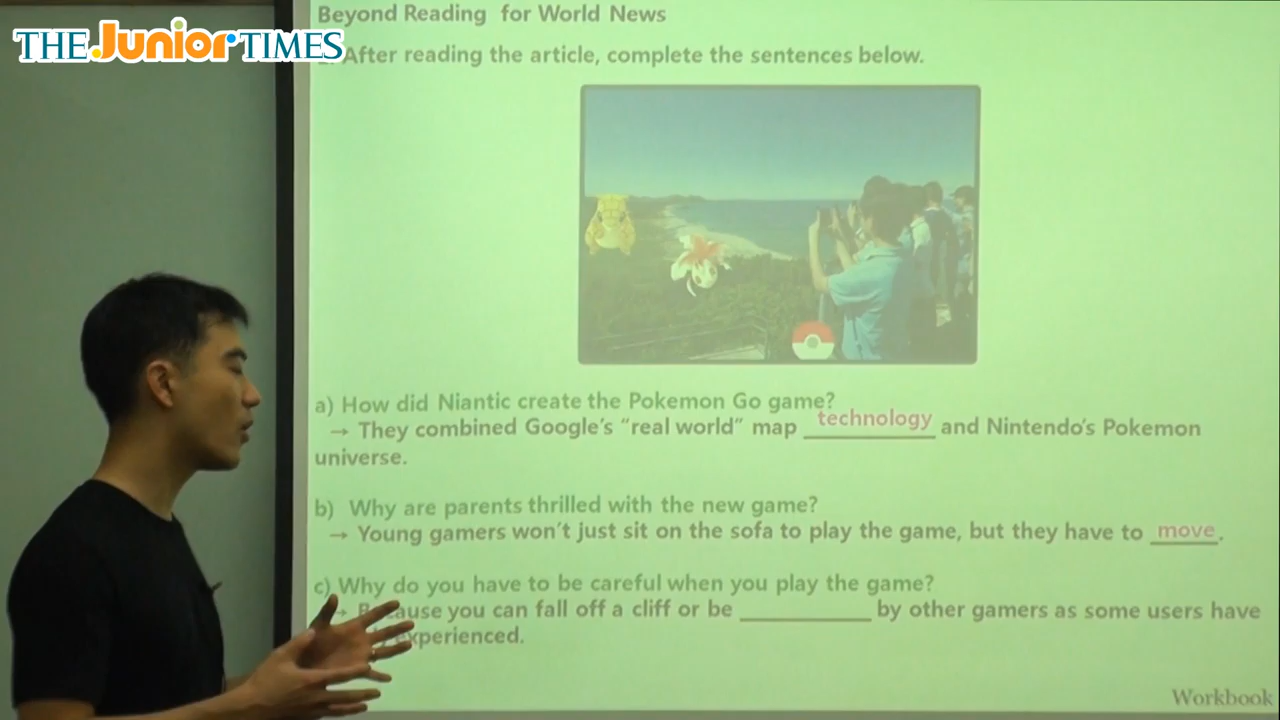 THE Junior TIMES
Beyond Reading for World News
After reading the article, complete the sentences below.
a) How did Niantic create the Pokemon Go game?
→ They combined Google's "real world" map technology and Nintendo's Pokemon
universe.
b) Why are parents thrilled with the new game?
→ Young gamers won't just sit on the sofa to play the game, but they have to move.
c) Why do you have to be careful when you play the game?
→ Because you can fall off a cliff or be __________ by other gamers as some users have
experienced.
Workbook